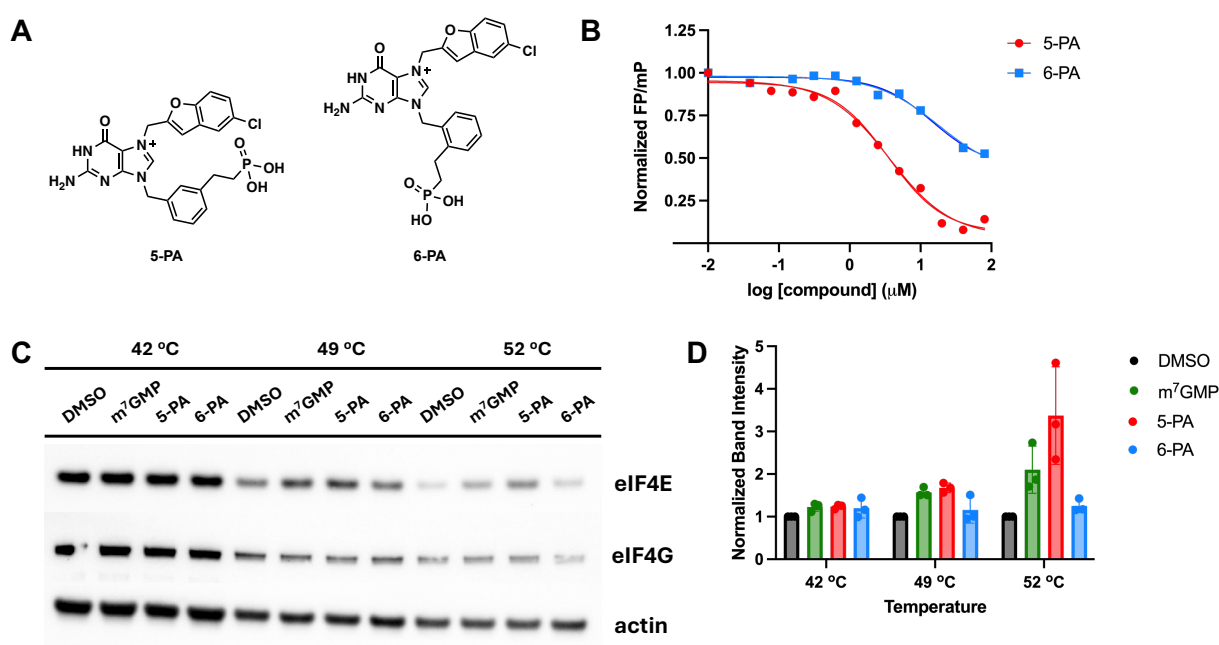 A
O
HN
H₂N
N
N
N
+
O
Cl
P
O
OH
OH
5-PA
O
HN
H₂N
N
N
N
+
O
Cl
O
P
OH
HO
6-PA
B
1.25
1.00
0.75
0.50
0.25
Normalized FP/mP
-2
-1
0
1
2
log [compound] (μM)
5-PA
6-PA
C
42 ºC 49 ºC 52 ºC
DMSO m⁷GMP 5-PA 6-PA DMSO m⁷GMP 5-PA 6-PA DMSO m⁷GMP 5-PA 6-PA
eIF4E
eIF4G
actin
D
5
4
3
2
1
0
Normalized Band Intensity
42 ºC 49 ºC 52 ºC
Temperature
DMSO
m⁷GMP
5-PA
6-PA